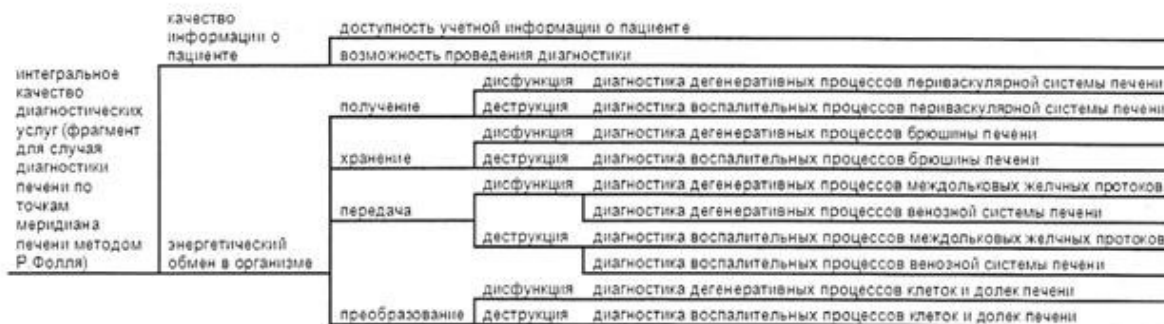 качество
информации о
пациенте
доступность учетной информации о пациенте
возможность проведения диагностики
интегральное
качество
диагностических
услуг (фрагмент
для случая
диагностики
печени по
точкам
меридиана
печени методом
Р.Фолля)
энергетический
обмен в организме
получение
дисфункция диагностика дегенеративных процессов периваскулярной системы печени
деструкция диагностика воспалительных процессов периваскулярной системы печени
хранение
дисфункция диагностика дегенеративных процессов брюшины печени
деструкция диагностика воспалительных процессов брюшины печени
передача
дисфункция диагностика дегенеративных процессов междольковых желчных протоков
диагностика дегенеративных процессов венозной системы печени
деструкция диагностика воспалительных процессов междольковых желчных протоков
диагностика воспалительных процессов венозной системы печени
преобразование
дисфункция диагностика дегенеративных процессов клеток и долек печени
деструкция диагностика воспалительных процессов клеток и долек печени